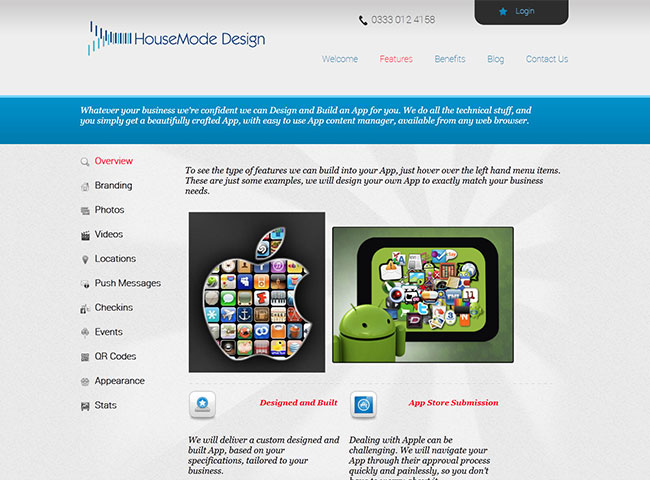 Login
0333 012 4158
HouseMode Design
Welcome
Features
Benefits
Blog
Contact Us
Whatever your business we're confident we can Design and Build an App for you. We do all the technical stuff, and
you simply get a beautifully crafted App, with easy to use App content manager, available from any web browser.
Overview
Branding
Photos
Videos
Locations
Push Messages
Checkins
Events
QR Codes
Appearance
Stats
To see the type of features we can build into your App, just hover over the left hand menu items.
These are just some examples, we will design your own App to exactly match your business
needs.
Designed and Built
We will deliver a custom designed and
built App, based on your
specifications, tailored to your
business.
App Store Submission
Dealing with Apple can be
challenging. We will navigate your
App through their approval process
quickly and painlessly, so you don't